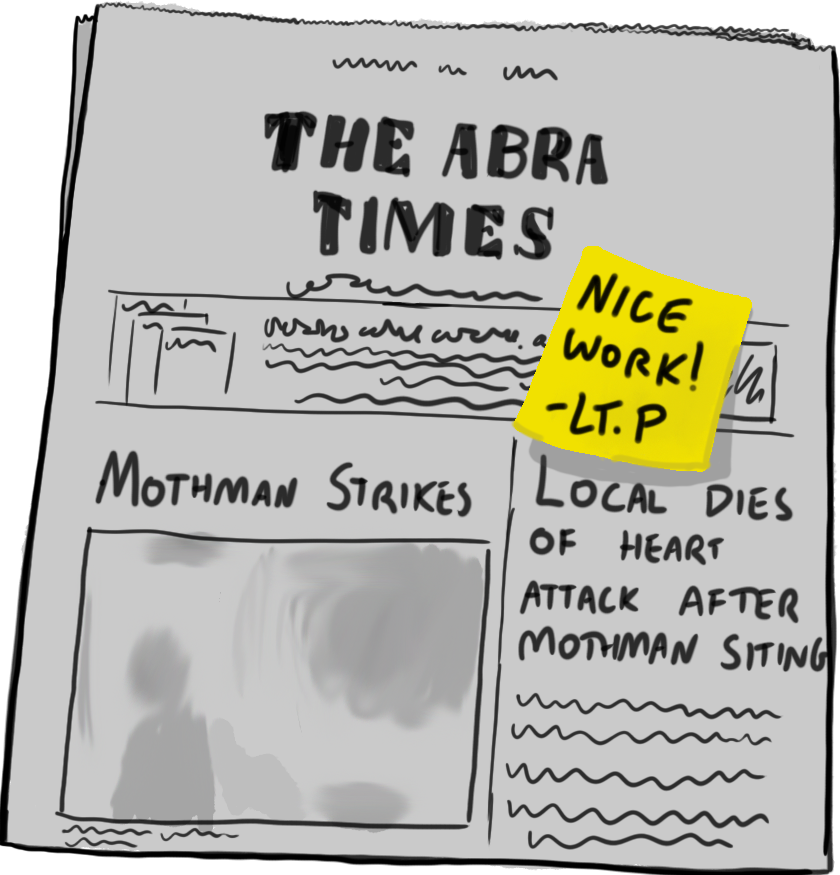 THE ABRA
TIMES
NICE
WORK!
-LT. P
MOTHMAN STRIKES
LOCAL DIES
OF HEART
ATTACK AFTER
MOTHMAN SITING